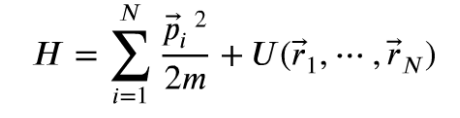 $H = \sum_{i=1}^{N} \frac{\vec{p}_i^{\ 2}}{2m} + U(\vec{r}_1, \cdots, \vec{r}_N)$